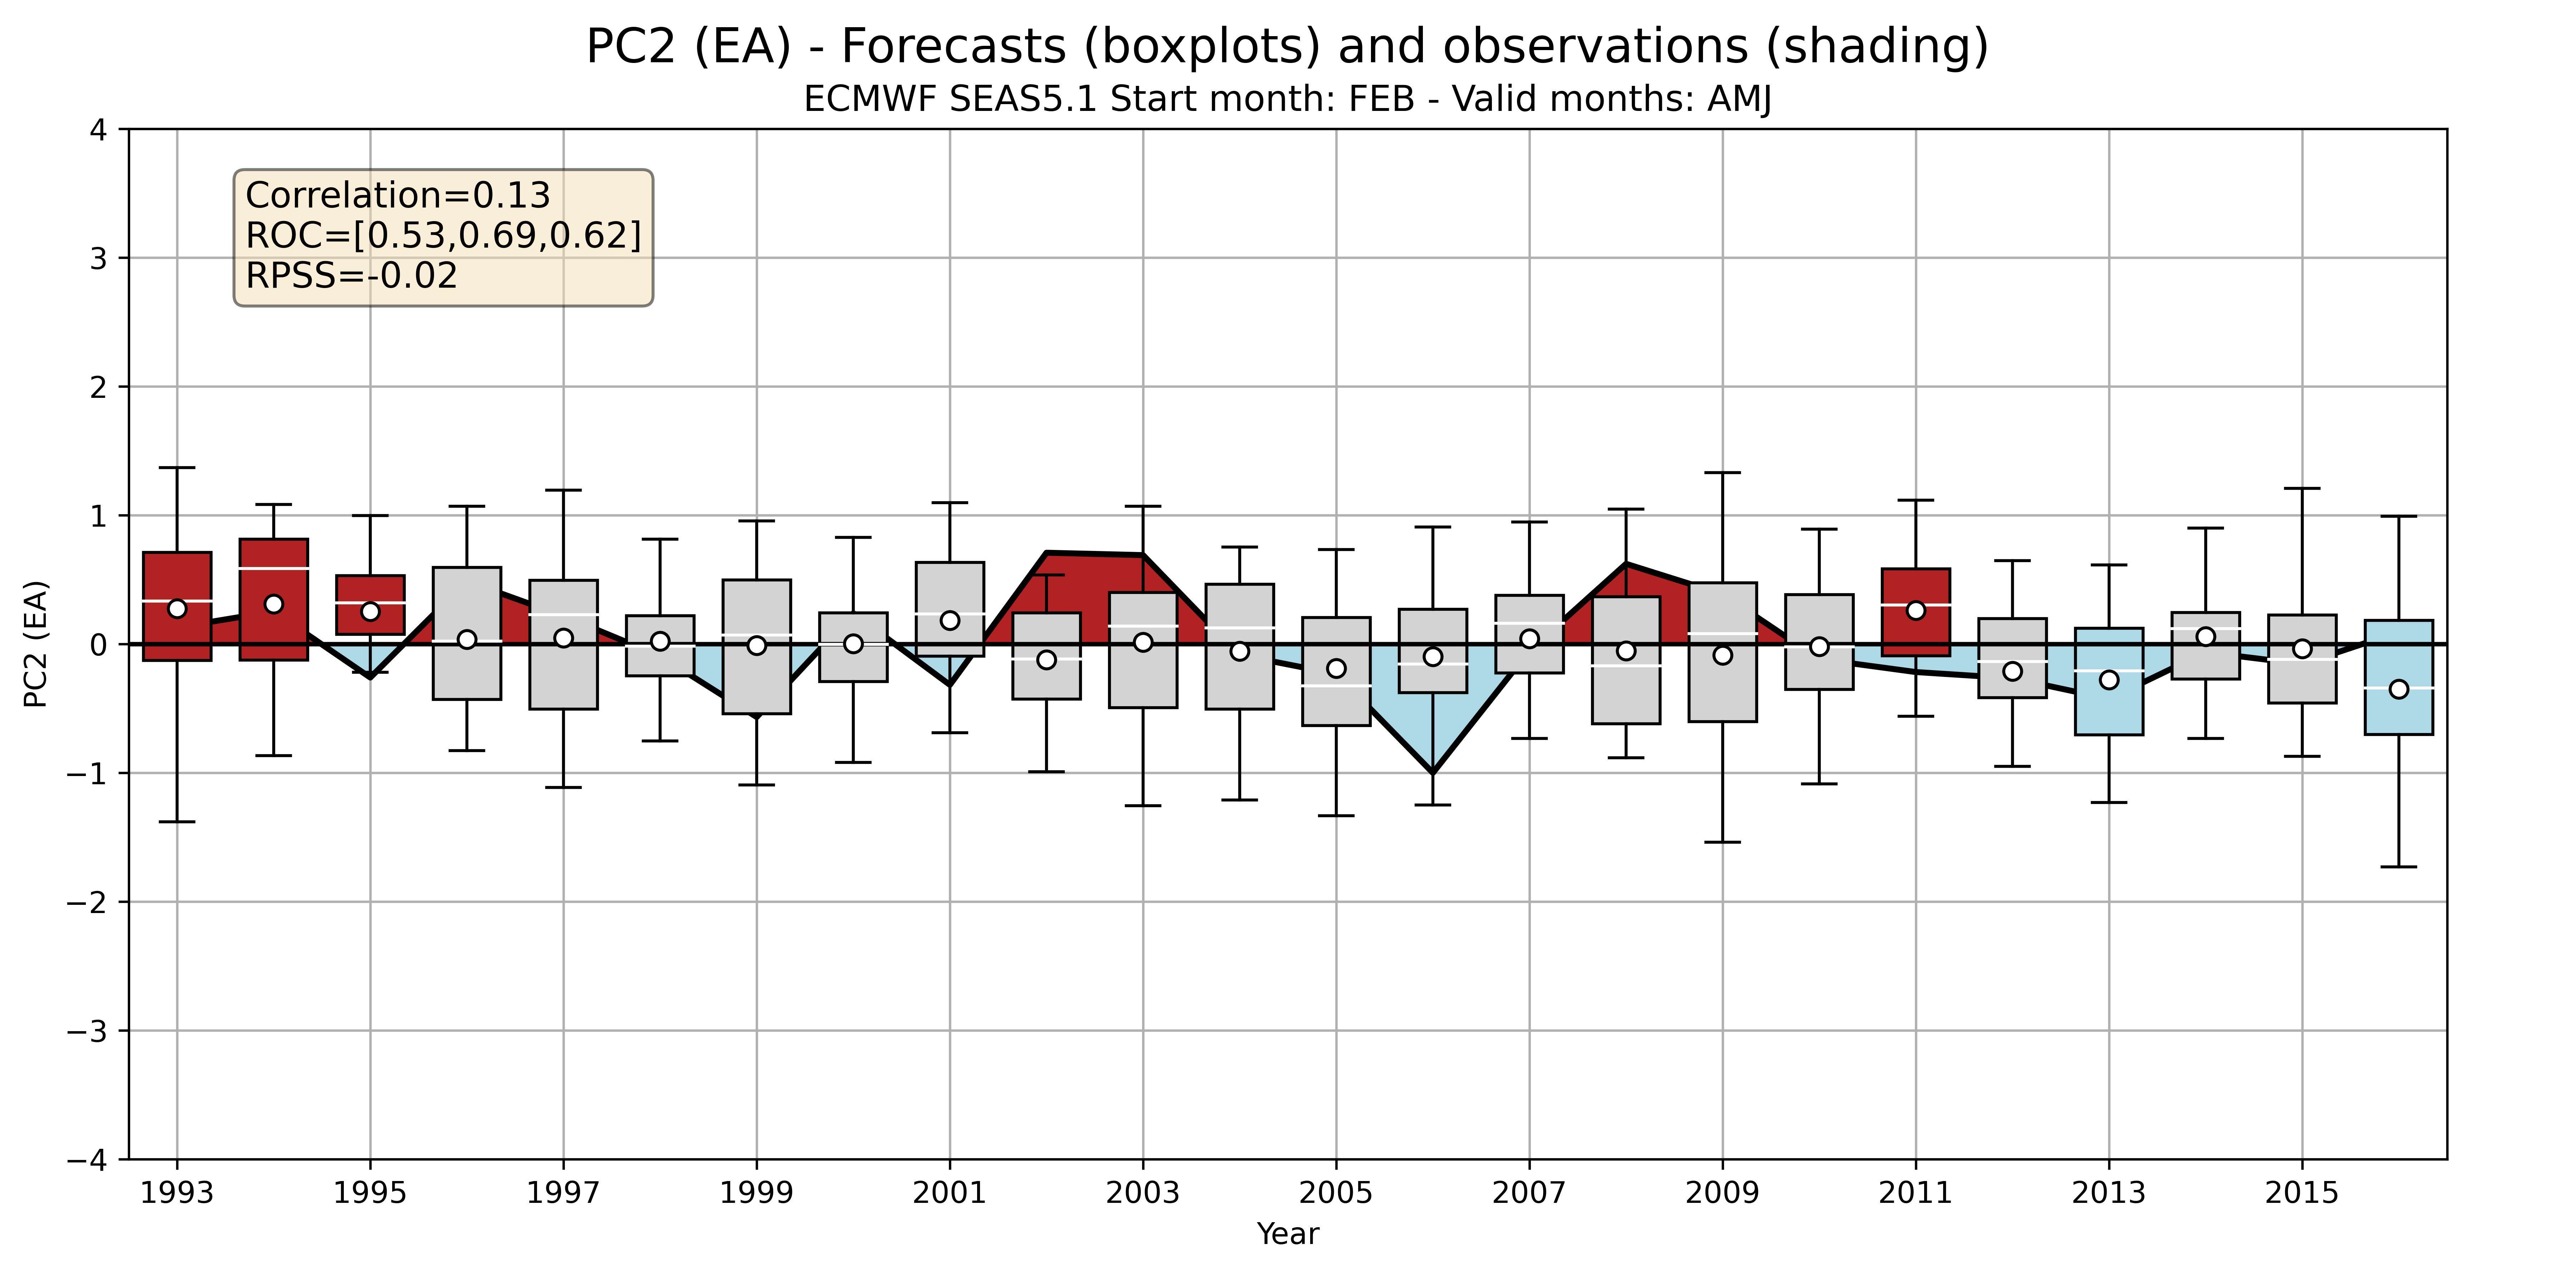 PC2 (EA) - Forecasts (boxplots) and observations (shading)
ECMWF SEAS5.1 Start month: FEB - Valid months: AMJ
Correlation=0.13
ROC=[0.53,0.69,0.62]
RPSS=-0.02
PC2 (EA)
4
3
2
1
0
−1
−2
−3
−4
1993 1995 1997 1999 2001 2003 2005 2007 2009 2011 2013 2015
Year